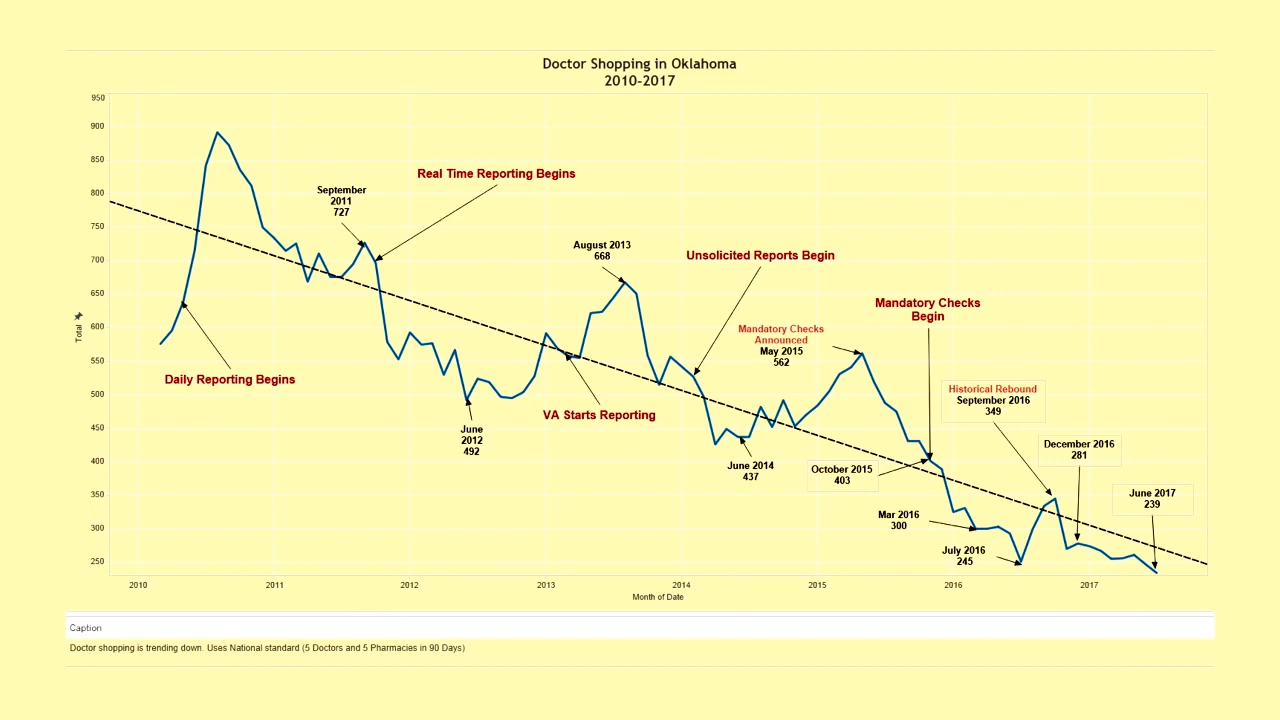 Doctor Shopping in Oklahoma
2010-2017
950
900
850
800
750
700
650
600
550
500
450
400
350
300
250
Total
Real Time Reporting Begins
September
2011
727
August 2013
668
Unsolicited Reports Begin
Mandatory Checks
Begin
Mandatory Checks
Announced
May 2015
562
Daily Reporting Begins
VA Starts Reporting
Historical Rebound
September 2016
349
June
2012
492
December 2016
281
June 2014
437
October 2015
403
June 2017
239
Mar 2016
300
July 2016
245
2010 2011 2012 2013 2014 2015 2016 2017
Month of Date
Caption
Doctor shopping is trending down. Uses National standard (5 Doctors and 5 Pharmacies in 90 Days)